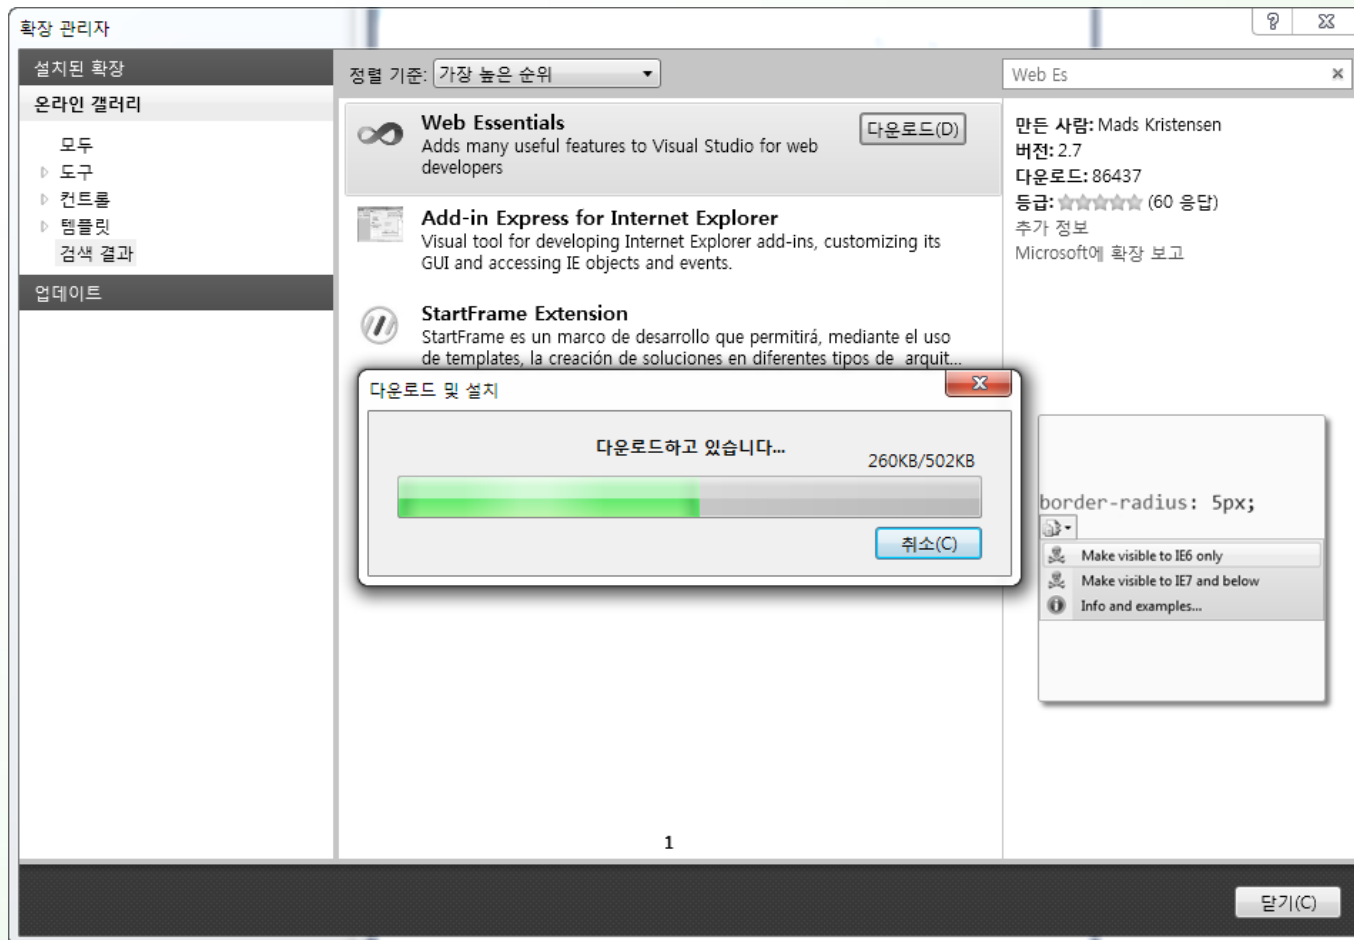 확장 관리자
설치된 확장
온라인 갤러리
모두
도구
컨트롤
템플릿
검색 결과
업데이트
정렬 기준: 가장 높은 순위
Web Essentials
Adds many useful features to Visual Studio for web
developers
다운로드(D)
Add-in Express for Internet Explorer
Visual tool for developing Internet Explorer add-ins, customizing its
GUI and accessing IE objects and events.
StartFrame Extension
StartFrame es un marco de desarrollo que permitirá, mediante el uso
de templates, la creación de soluciones en diferentes tipos de arquit...
다운로드 및 설치
다운로드하고 있습니다...
260KB/502KB
취소(C)
1
Web Es
만든 사람: Mads Kristensen
버전: 2.7
다운로드: 86437
등급: (60 응답)
추가 정보
Microsoft에 확장 보고
border-radius: 5px;
Make visible to IE6 only
Make visible to IE7 and below
Info and examples...
닫기(C)